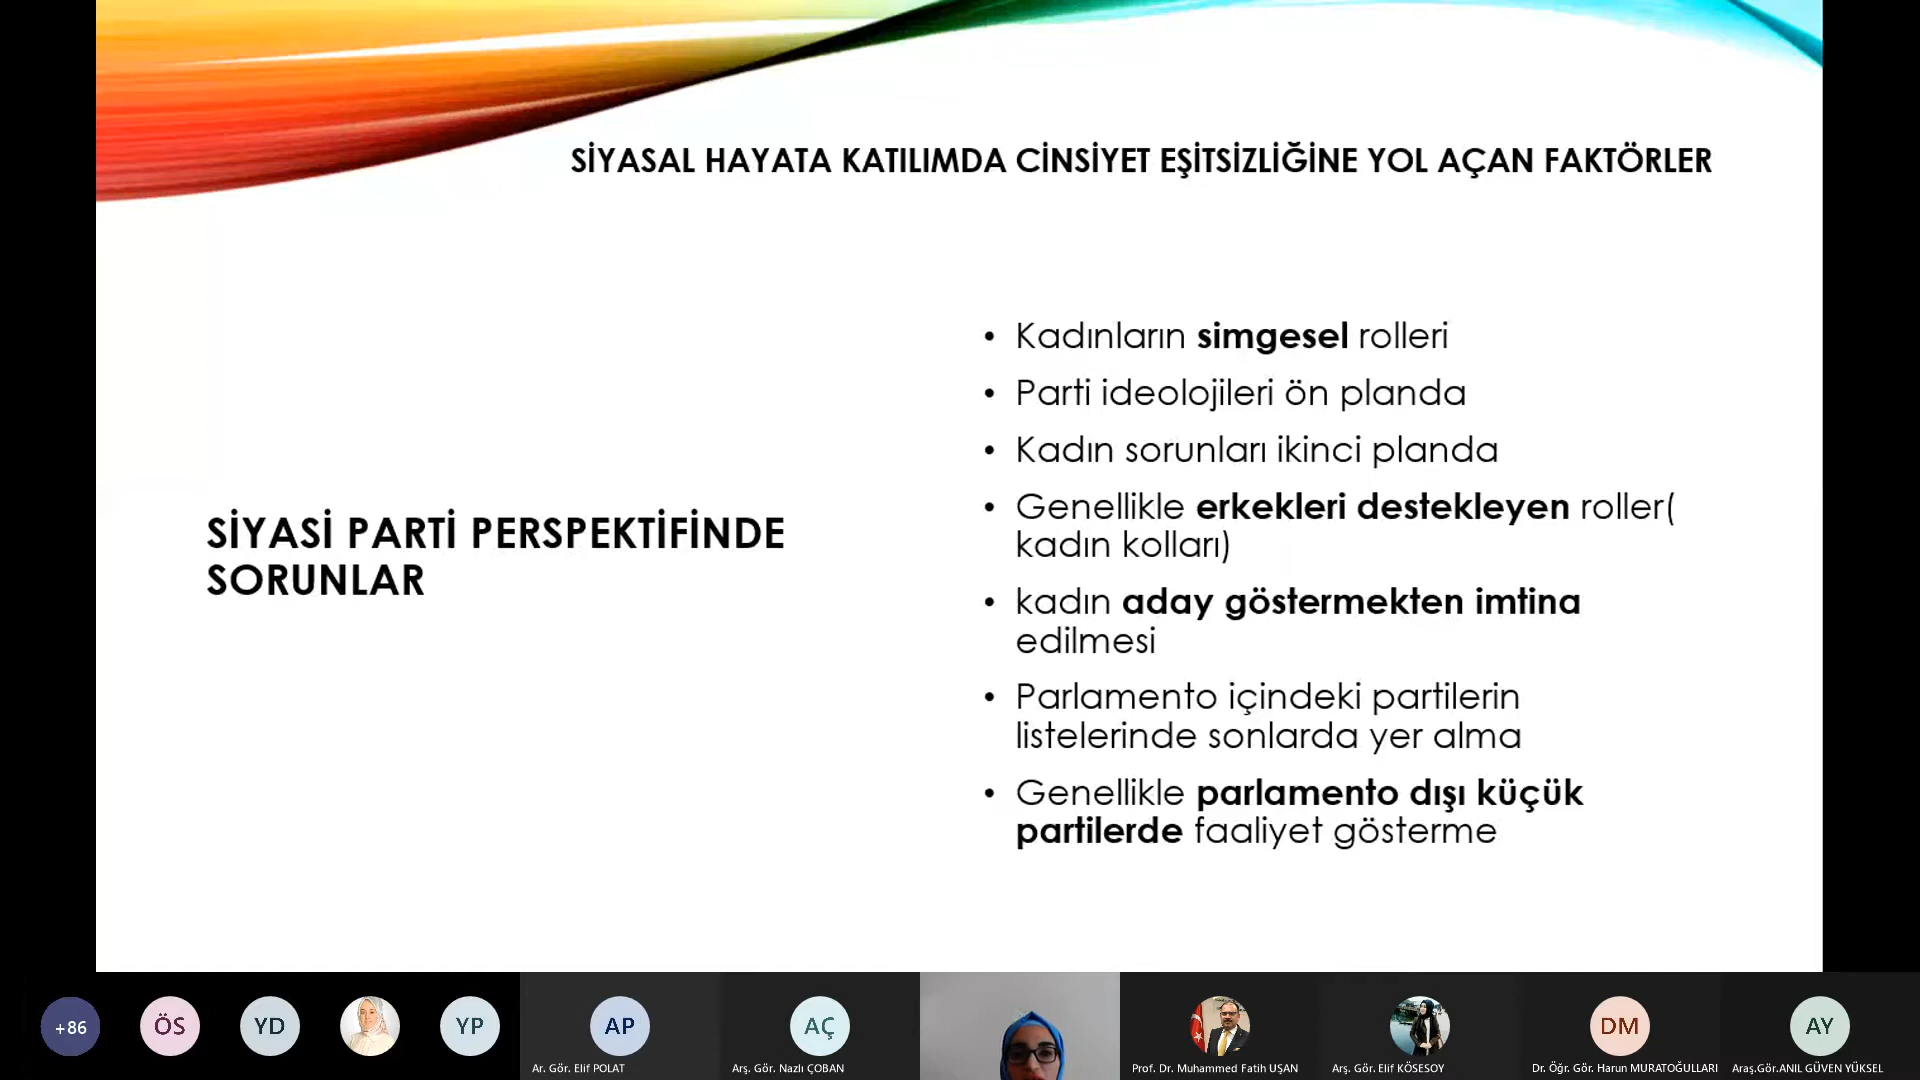 SİYASAL HAYATA KATILIMDA CİNSİYET EŞİTSİZLİĞİNE YOL AÇAN FAKTÖRLER
SİYASİ PARTİ PERSPEKTİFİNDE
SORUNLAR
• Kadınların simgesel rolleri
• Parti ideolojileri ön planda
• Kadın sorunları ikinci planda
• Genellikle erkekleri destekleyen roller(
kadın kolları)
• kadın aday göstermekten imtina
edilmesi
• Parlamento içindeki partilerin
listelerinde sonlarda yer alma
• Genellikle parlamento dışı küçük
partilerde faaliyet gösterme
+86
ÖS
YD
YP
AP
Ar. Gör. Elif POLAT
AÇ
Arş. Gör. Nazlı ÇOBAN
Prof. Dr. Muhammed Fatih UŞAN
Arş. Gör. Elif KÖSESOY
DM
Dr. Öğr. Gör. Harun MURATOĞULLARI
AY
Araş.Gör.ANIL GÜVEN YÜKSEL